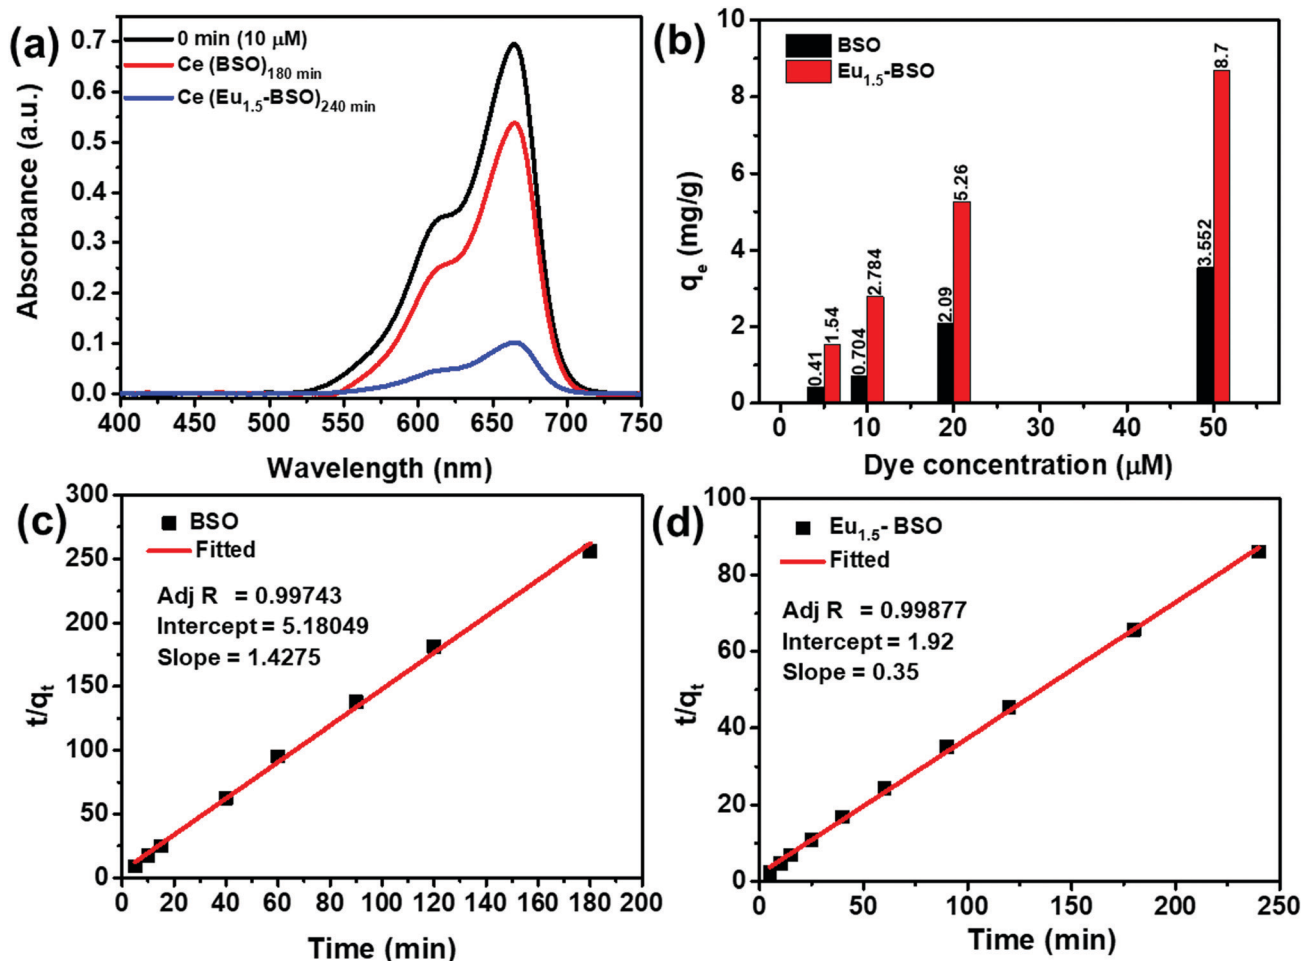 (a)
0 min (10 μM)
Ce (BSO)180 min
Ce (Eu1.5-BSO)240 min
0.7
0.6
0.5
0.4
0.3
0.2
0.1
0.0
Absorbance (a.u.)
400 450 500 550 600 650 700 750
Wavelength (nm)
(b)
BSO
Eu1.5-BSO
10
8
6
4
2
0
qe (mg/g)
0.41
1.54
0.704
2.784
2.09
5.26
3.552
8.7
0 10 20 30 40 50
Dye concentration (μM)
(c)
BSO
Fitted
Adj R = 0.99743
Intercept = 5.18049
Slope = 1.4275
300
250
200
150
100
50
0
t/qt
0 20 40 60 80 100 120 140 160 180 200
Time (min)
(d)
Eu1.5- BSO
Fitted
Adj R = 0.99877
Intercept = 1.92
Slope = 0.35
100
80
60
40
20
0
t/qt
0 50 100 150 200 250
Time (min)